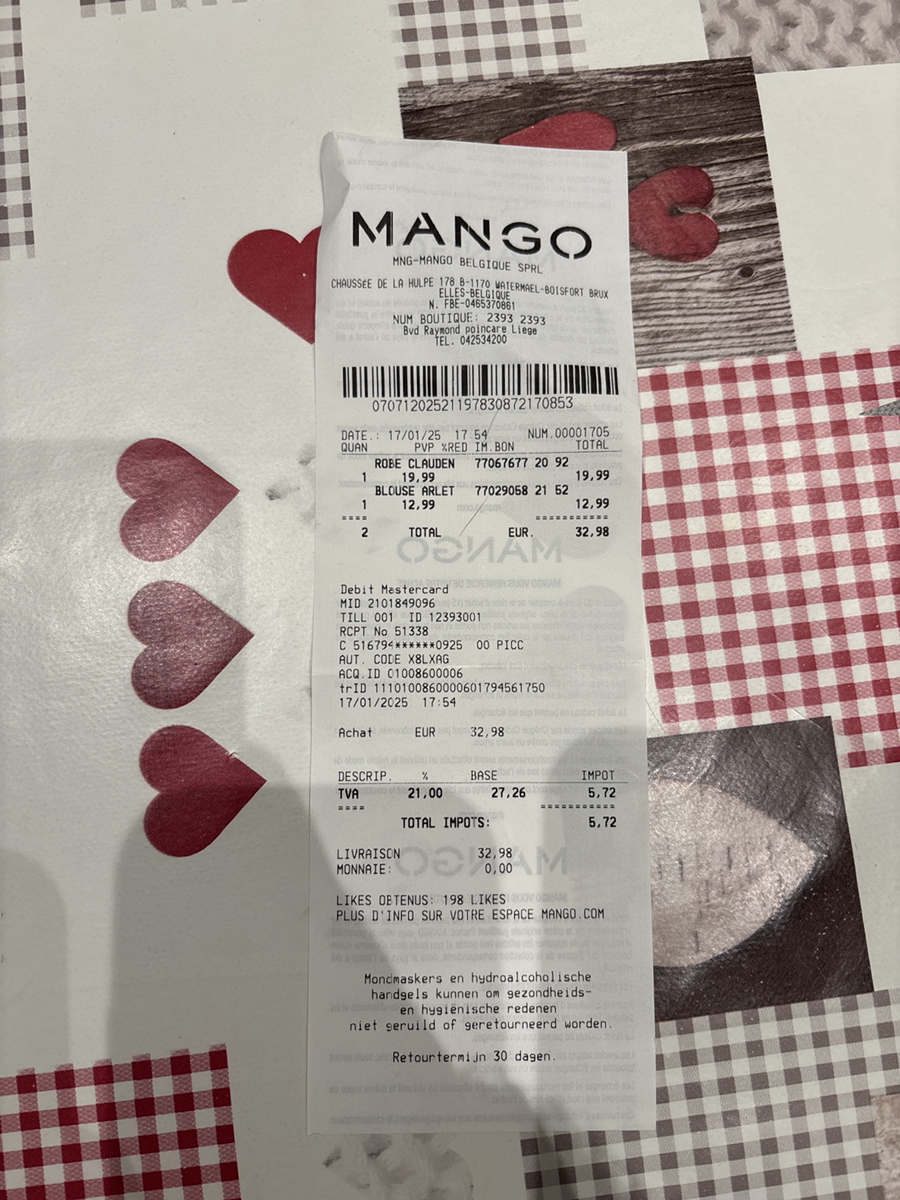 MANGO
MNG-MANGO BELGIQUE SPRL
CHAUSSÉE DE LA HULPE 178 B-1170 WATERMAEL-BOISFORT BRUX
ELLES-BELGIQUE
N. FBE-0465370861
NUM BOUTIQUE: 2393 2393
Bvd Raymond poincare Liege
TEL. 042534200
07071202521197830872170853
DATE.: 17/01/25 17 54 NUM.00001705
QUAN PVP %RED IM.BON TOTAL
ROBE CLAUDEN 77067677 20 92
1 19,99 19,99
BLOUSE ARLET 77029058 21 52
1 12,99 12,99
==== ===========
2 TOTAL EUR. 32,98
Debit Mastercard
MID 2101849096
TILL 001 ID 12393001
RCPT No 51338
C 516794******0925 00 PICC
AUT. CODE X8LXAG
ACQ.ID 01008600006
trID 1110100860000601794561750
17/01/2025 17:54
Achat EUR 32,98
DESCRIP. % BASE IMPOT
TVA 21,00 27,26 5,72
==== ===========
TOTAL IMPOTS: 5,72
LIVRAISON 32,98
MONNAIE: 0,00
LIKES OBTENUS: 198 LIKES
PLUS D'INFO SUR VOTRE ESPACE MANGO.COM
Mondmaskers en hydroalcoholische
handgels kunnen om gezondheids-
en hygiënische redenen
niet geruild of geretourneerd worden.
Retourtermijn 30 dagen.